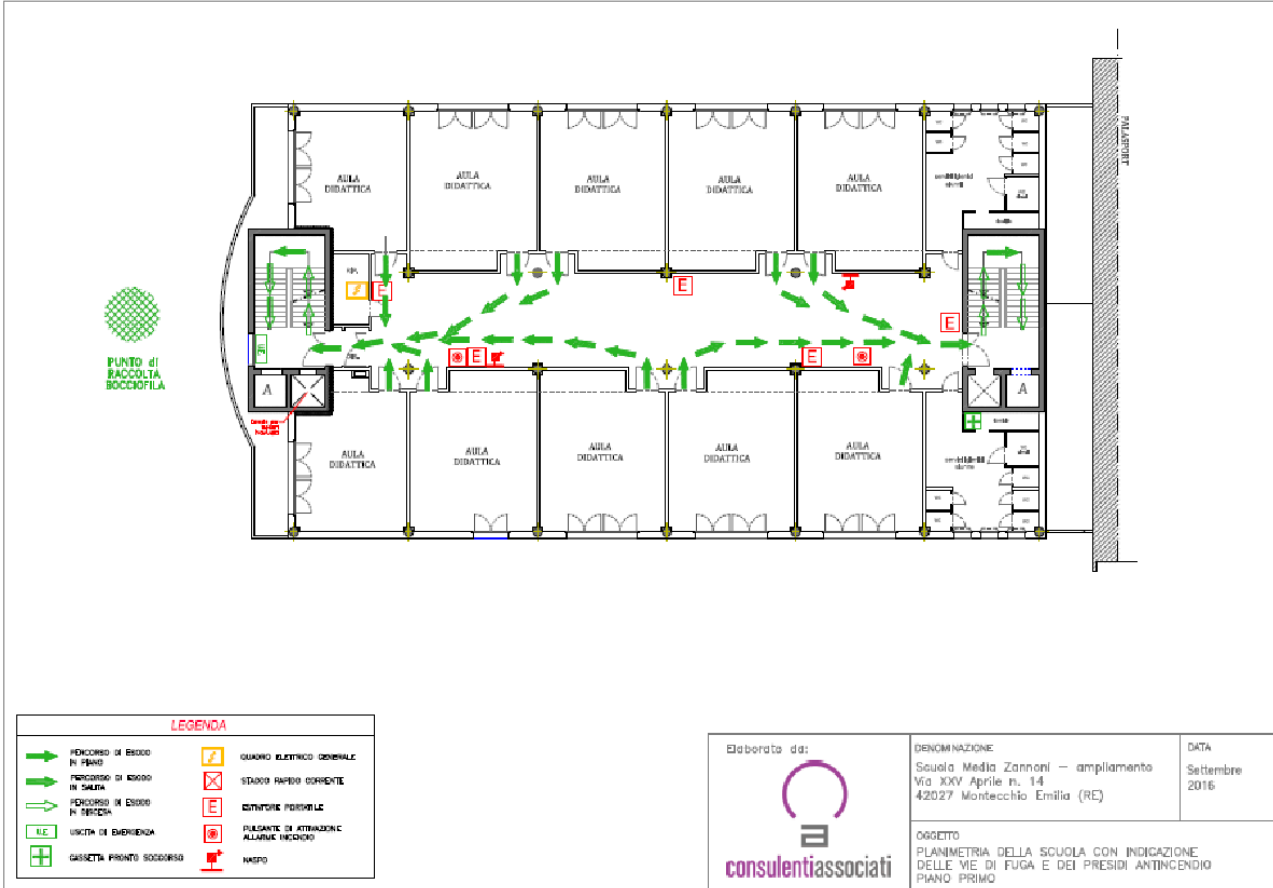 PALASPORT
AULA
DIDATTICA
AULA
DIDATTICA
AULA
DIDATTICA
AULA
DIDATTICA
AULA
DIDATTICA
E
E
E
PUNTO di
RACCOLTA
BOCCIOFILA
E
E
A
A
AULA
DIDATTICA
AULA
DIDATTICA
AULA
DIDATTICA
AULA
DIDATTICA
AULA
DIDATTICA
LEGENDA
PERCORSO DI ESODO
IN PIANO
PERCORSO DI ESODO
IN SALITA
PERCORSO DI ESODO
IN DISCESA
U.E
USCITA DI EMERGENZA
CASSETTA PRONTO SOCCORSO
QUADRO ELETTRICO GENERALE
STACCO RAPIDO CORRENTE
E
ESTINTORE PORTATILE
PULSANTE DI ATTIVAZIONE
ALLARME INCENDIO
NASPO
Elaborato da:
a
consulentiassociati
DENOMINAZIONE
Scuola Media Zannoni – ampliamento
Via XXV Aprile n. 14
42027 Montecchio Emilia (RE)
DATA
Settembre
2016
OGGETTO
PLANIMETRIA DELLA SCUOLA CON INDICAZIONE
DELLE VIE DI FUGA E DEI PRESIDI ANTINCENDIO
PIANO PRIMO